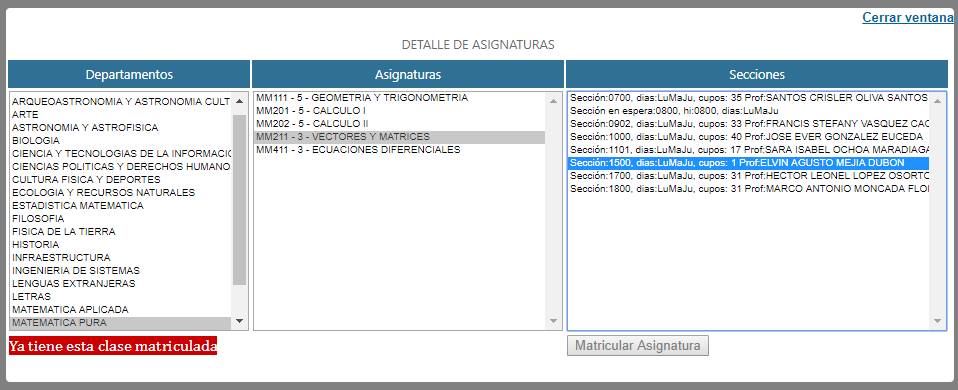 Cerrar ventana
DETALLE DE ASIGNATURAS
Departamentos
ARQUEOASTRONOMIA Y ASTRONOMIA CULT
ARTE
ASTRONOMIA Y ASTROFISICA
BIOLOGIA
CIENCIA Y TECNOLOGIAS DE LA INFORMACIO
CIENCIAS POLITICAS Y DERECHOS HUMANO
CULTURA FISICA Y DEPORTES
ECOLOGIA Y RECURSOS NATURALES
ESTADISTICA MATEMATICA
FILOSOFIA
FISICA DE LA TIERRA
HISTORIA
INFRAESTRUCTURA
INGENIERIA DE SISTEMAS
LENGUAS EXTRANJERAS
LETRAS
MATEMATICA APLICADA
MATEMATICA PURA
Asignaturas
MM111 - 5 - GEOMETRIA Y TRIGONOMETRIA
MM201 - 5 - CALCULO I
MM202 - 5 - CALCULO II
MM211 - 3 - VECTORES Y MATRICES
MM411 - 3 - ECUACIONES DIFERENCIALES
Secciones
Sección:0700, dias:LuMaJu, cupos: 35 Prof:SANTOS CRISLER OLIVA SANTOS
Sección en espera:0800, hi:0800, dias:LuMaJu
Sección:0902, dias:LuMaJu, cupos: 33 Prof:FRANCIS STEFANY VASQUEZ CAC
Sección:1000, dias:LuMaJu, cupos: 40 Prof:JOSE EVER GONZALEZ EUCEDA
Sección:1101, dias:LuMaJu, cupos: 17 Prof:SARA ISABEL OCHOA MARADIAGA
Sección:1500, dias:LuMaJu, cupos: 1 Prof:ELVIN AGUSTO MEJIA DUBON
Sección:1700, dias:LuMaJu, cupos: 31 Prof:HECTOR LEONEL LOPEZ OSORTO
Sección:1800, dias:LuMaJu, cupos: 31 Prof:MARCO ANTONIO MONCADA FLO
Ya tiene esta clase matriculada
Matricular Asignatura